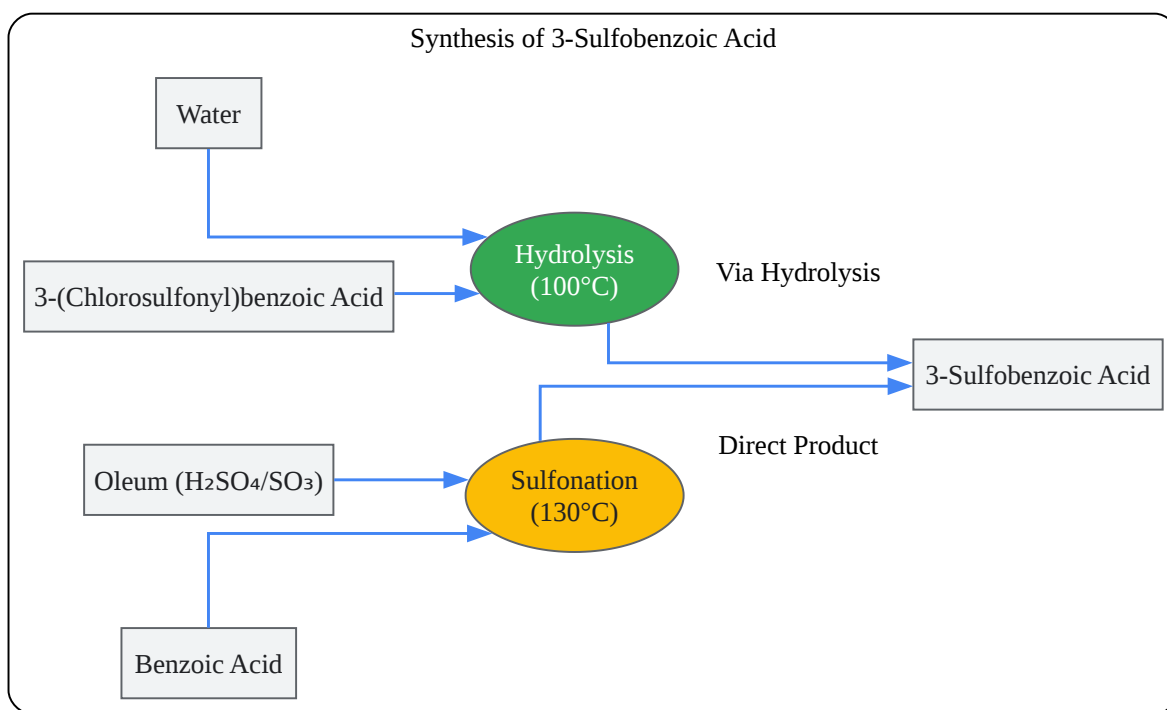 Synthesis of 3-Sulfobenzoic Acid
Water
Hydrolysis
(100°C)
Via Hydrolysis
3-(Chlorosulfonyl)benzoic Acid
3-Sulfobenzoic Acid
Direct Product
Oleum (H₂SO₄/SO₃)
Sulfonation
(130°C)
Benzoic Acid